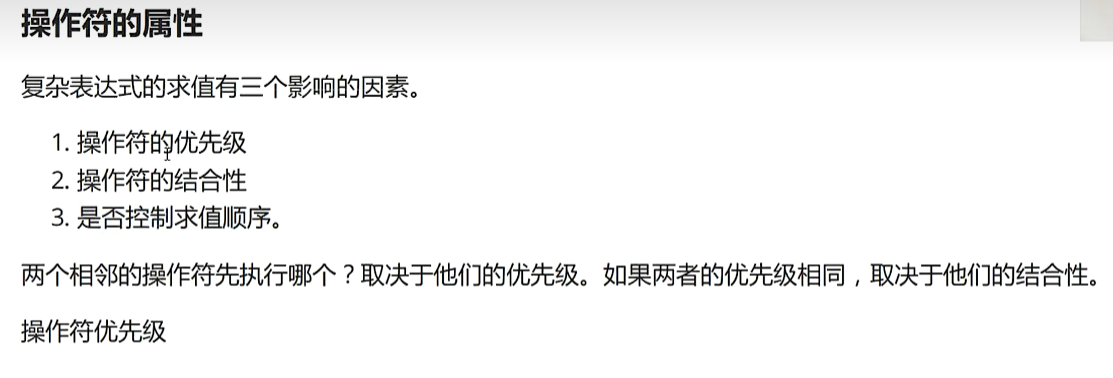 操作符的属性
复杂表达式的求值有三个影响的因素。
1. 操作符的优先级
2. 操作符的结合性
3. 是否控制求值顺序。
两个相邻的操作符先执行哪个？取决于他们的优先级。如果两者的优先级相同，取决于他们的结合性。
操作符优先级